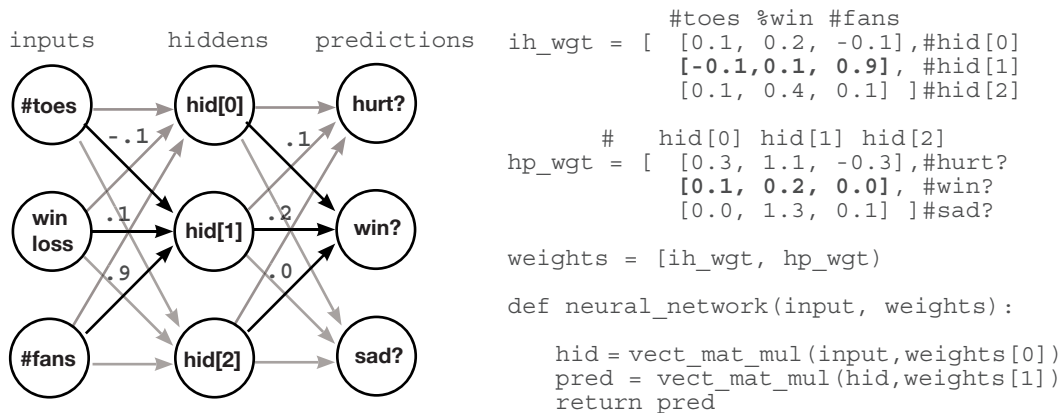 inputs hiddens predictions
#toes hid[0] hurt?
-.1 .1
win
loss
.1 hid[1] .2 win?
.9 .0
#fans hid[2] sad?
#toes %win #fans
ih_wgt = [ [0.1, 0.2, -0.1],#hid[0]
[-0.1,0.1, 0.9], #hid[1]
[0.1, 0.4, 0.1] ]#hid[2]
# hid[0] hid[1] hid[2]
hp_wgt = [ [0.3, 1.1, -0.3],#hurt?
[0.1, 0.2, 0.0], #win?
[0.0, 1.3, 0.1] ]#sad?
weights = [ih_wgt, hp_wgt)
def neural_network(input, weights):
hid = vect_mat_mul(input,weights[0])
pred = vect_mat_mul(hid,weights[1])
return pred